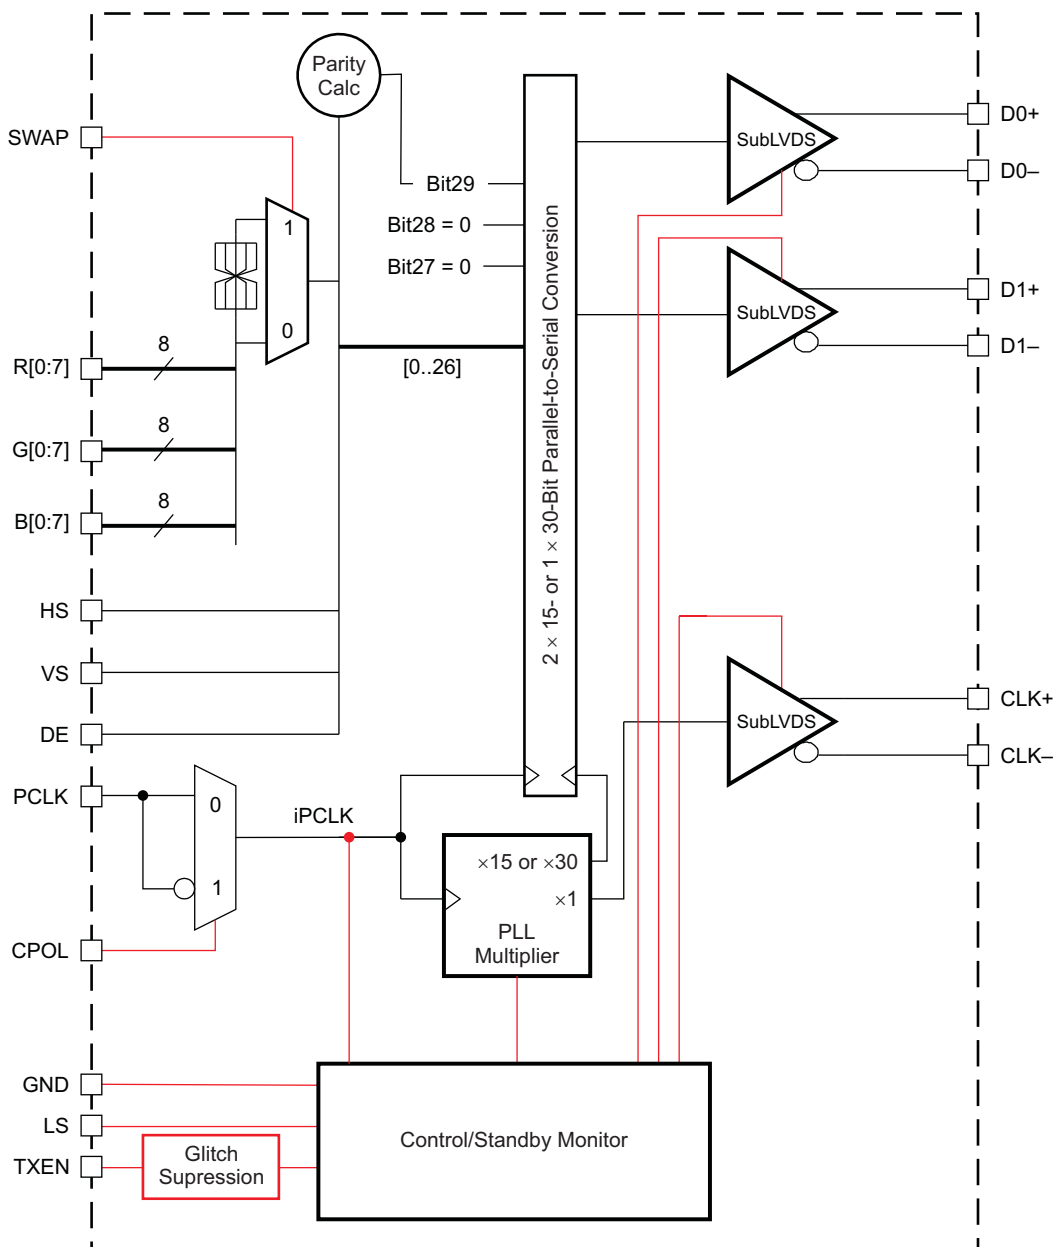 Parity
Calc
SWAP
Bit29
Bit28 = 0
Bit27 = 0
1
0
[0..26]
R[0:7]
8
G[0:7]
8
B[0:7]
8
HS
VS
DE
PCLK
0
1
iPCLK
CPOL
2 × 15- or 1 × 30-Bit Parallel-to-Serial Conversion
SubLVDS
D0+
D0–
SubLVDS
D1+
D1–
SubLVDS
CLK+
CLK–
×15 or ×30
×1
PLL
Multiplier
GND
LS
TXEN
Glitch
Supression
Control/Standby Monitor